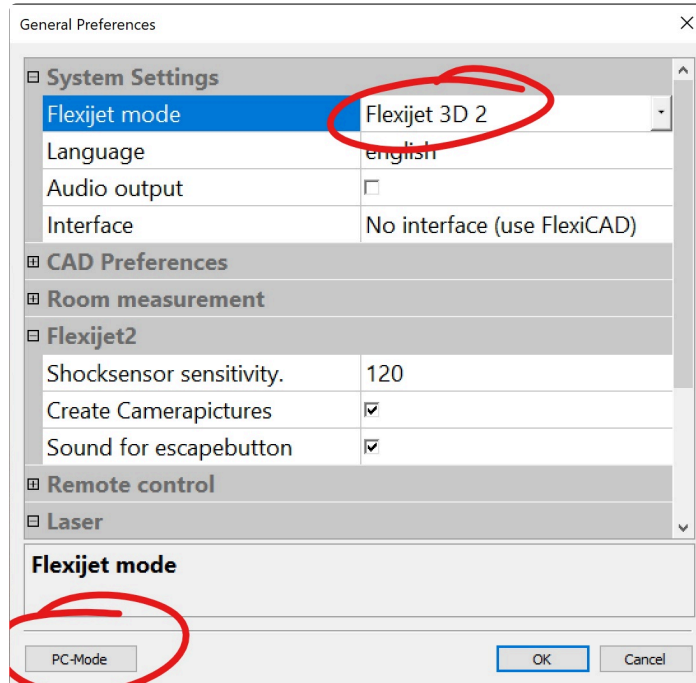 General Preferences
System Settings
Flexijet mode Flexijet 3D 2
Language english
Audio output
Interface No interface (use FlexiCAD)
CAD Preferences
Room measurement
Flexijet2
Shocksensor sensitivity. 120
Create Camerapictures
Sound for escapebutton
Remote control
Laser
Flexijet mode
PC-Mode OK Cancel